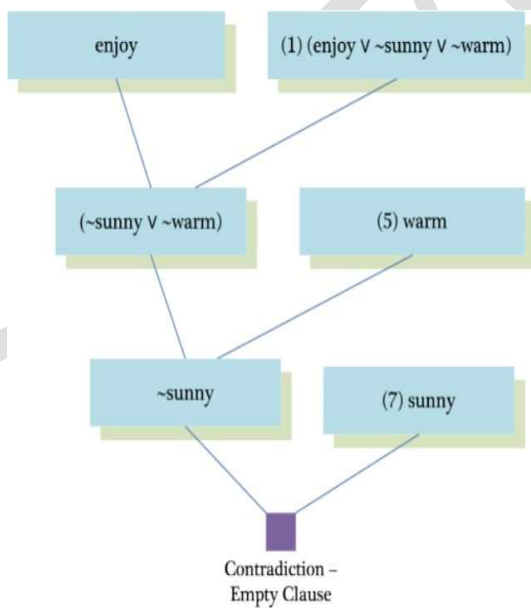 enjoy
(1) (enjoy V ~sunny V ~warm)
(~sunny V ~warm)
(5) warm
~sunny
(7) sunny
Contradiction –
Empty Clause